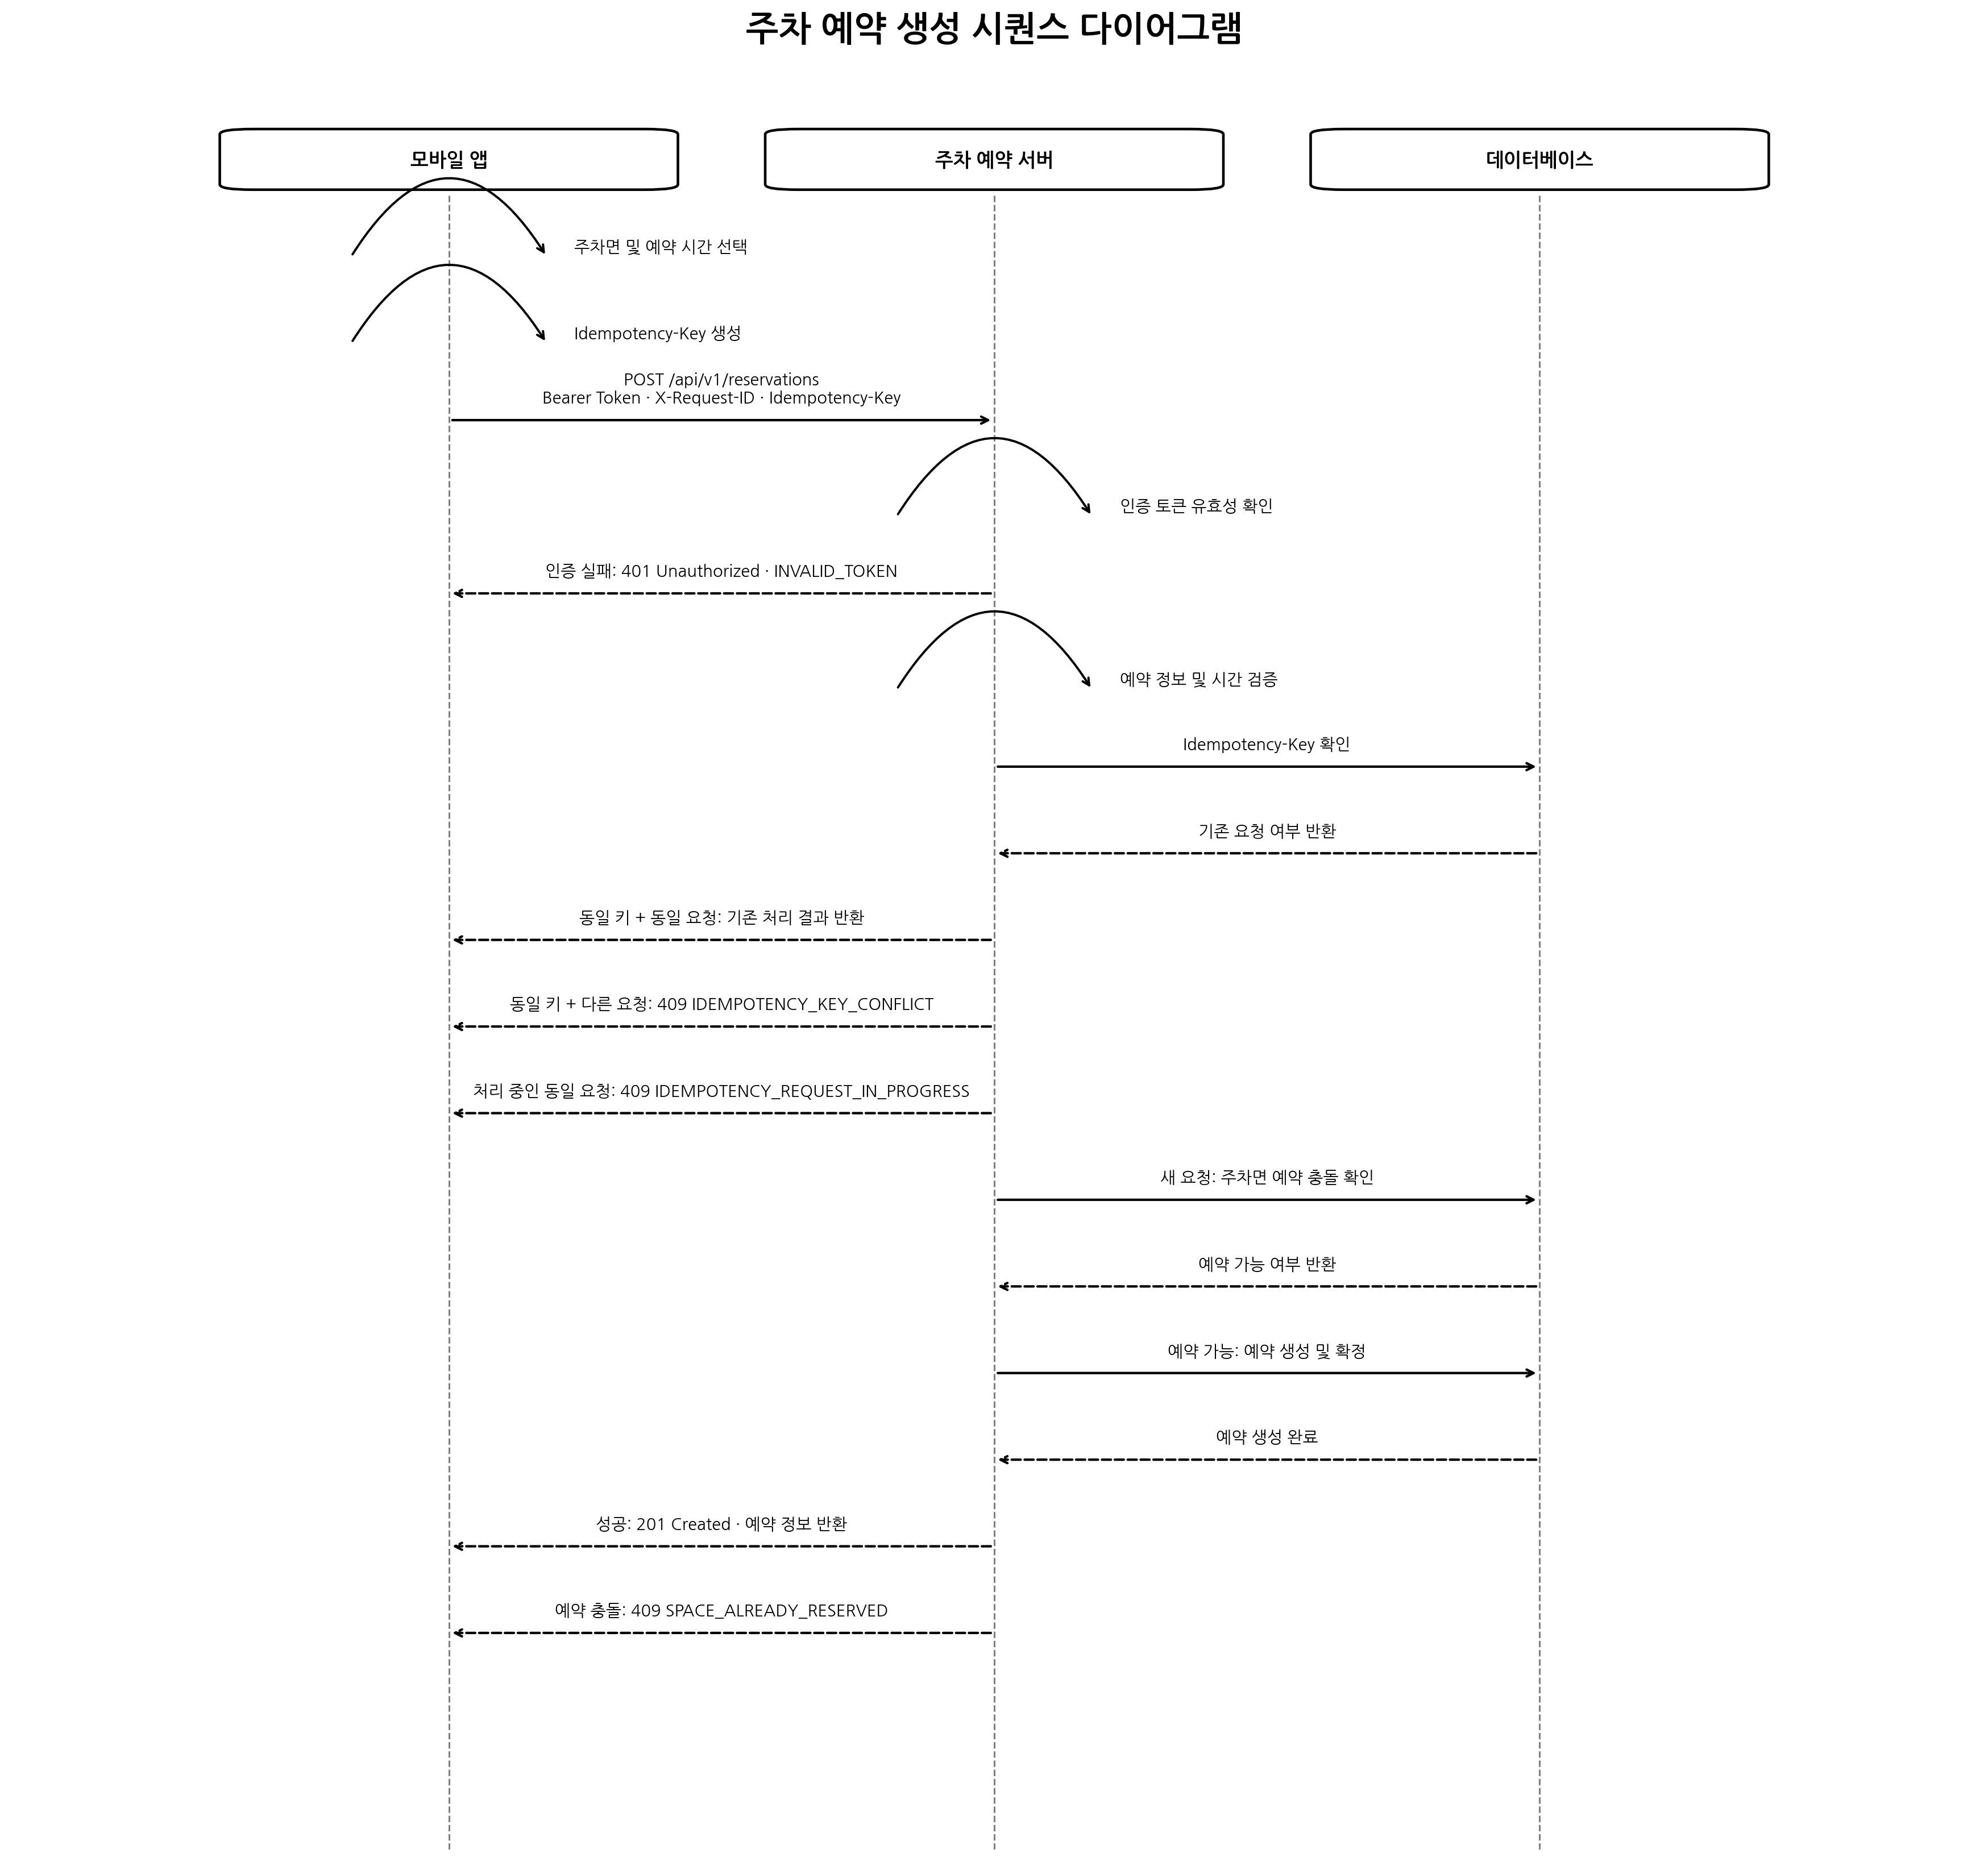 주차 예약 생성 시퀀스 다이어그램
모바일 앱
주차 예약 서버
데이터베이스
주차면 및 예약 시간 선택
Idempotency-Key 생성
POST /api/v1/reservations
Bearer Token · X-Request-ID · Idempotency-Key
인증 토큰 유효성 확인
인증 실패: 401 Unauthorized · INVALID_TOKEN
예약 정보 및 시간 검증
Idempotency-Key 확인
기존 요청 여부 반환
동일 키 + 동일 요청: 기존 처리 결과 반환
동일 키 + 다른 요청: 409 IDEMPOTENCY_KEY_CONFLICT
처리 중인 동일 요청: 409 IDEMPOTENCY_REQUEST_IN_PROGRESS
새 요청: 주차면 예약 충돌 확인
예약 가능 여부 반환
예약 가능: 예약 생성 및 확정
예약 생성 완료
성공: 201 Created · 예약 정보 반환
예약 충돌: 409 SPACE_ALREADY_RESERVED